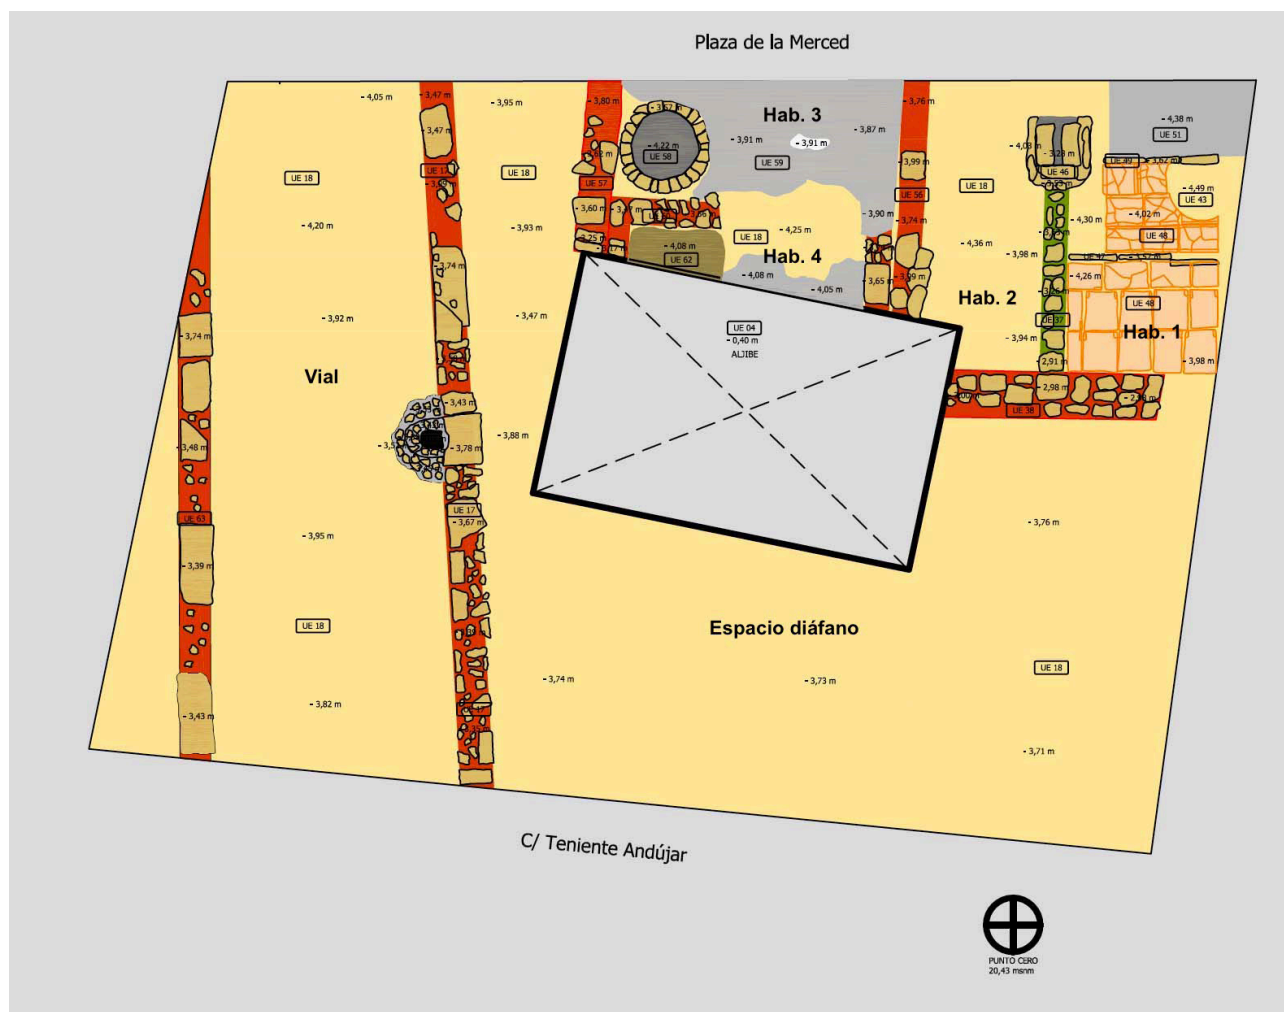 Plaza de la Merced
- 4,05 m
- 3,47 m
- 3,95 m
- 3,80 m
Hab. 3
- 3,76 m
- 4,38 m
UE 51
- 3,47 m
- 3,91 m
- 3,91 m
- 3,87 m
- 4,22 m
UE 58
UE 59
- 3,99 m
UE 46
UE 18
UE 17
UE 18
UE 57
UE 18
UE 56
- 4,49 m
UE 43
- 4,20 m
- 3,93 m
- 3,60 m
- 4,25 m
UE 18
- 3,90 m
- 3,74 m
- 4,30 m
- 4,02 m
UE 48
- 4,08 m
UE 62
Hab. 4
- 4,36 m
- 3,98 m
- 3,74 m
- 4,08 m
- 4,05 m
- 3,65 m
- 4,26 m
Hab. 2
UE 48
- 3,92 m
- 3,47 m
UE 04
- 0,40 m
ALJIBE
UE 37
Hab. 1
- 3,74 m
- 3,94 m
- 2,91 m
- 3,98 m
Vial
- 2,98 m
- 3,43 m
UE 38
- 3,48 m
- 3,88 m
- 3,78 m
UE 63
UE 17
- 3,67 m
- 3,76 m
- 3,95 m
- 3,39 m
UE 18
Espacio diáfano
UE 18
- 3,74 m
- 3,73 m
- 3,82 m
- 3,43 m
- 3,71 m
C/ Teniente Andújar
PUNTO CERO
20,43 msnm